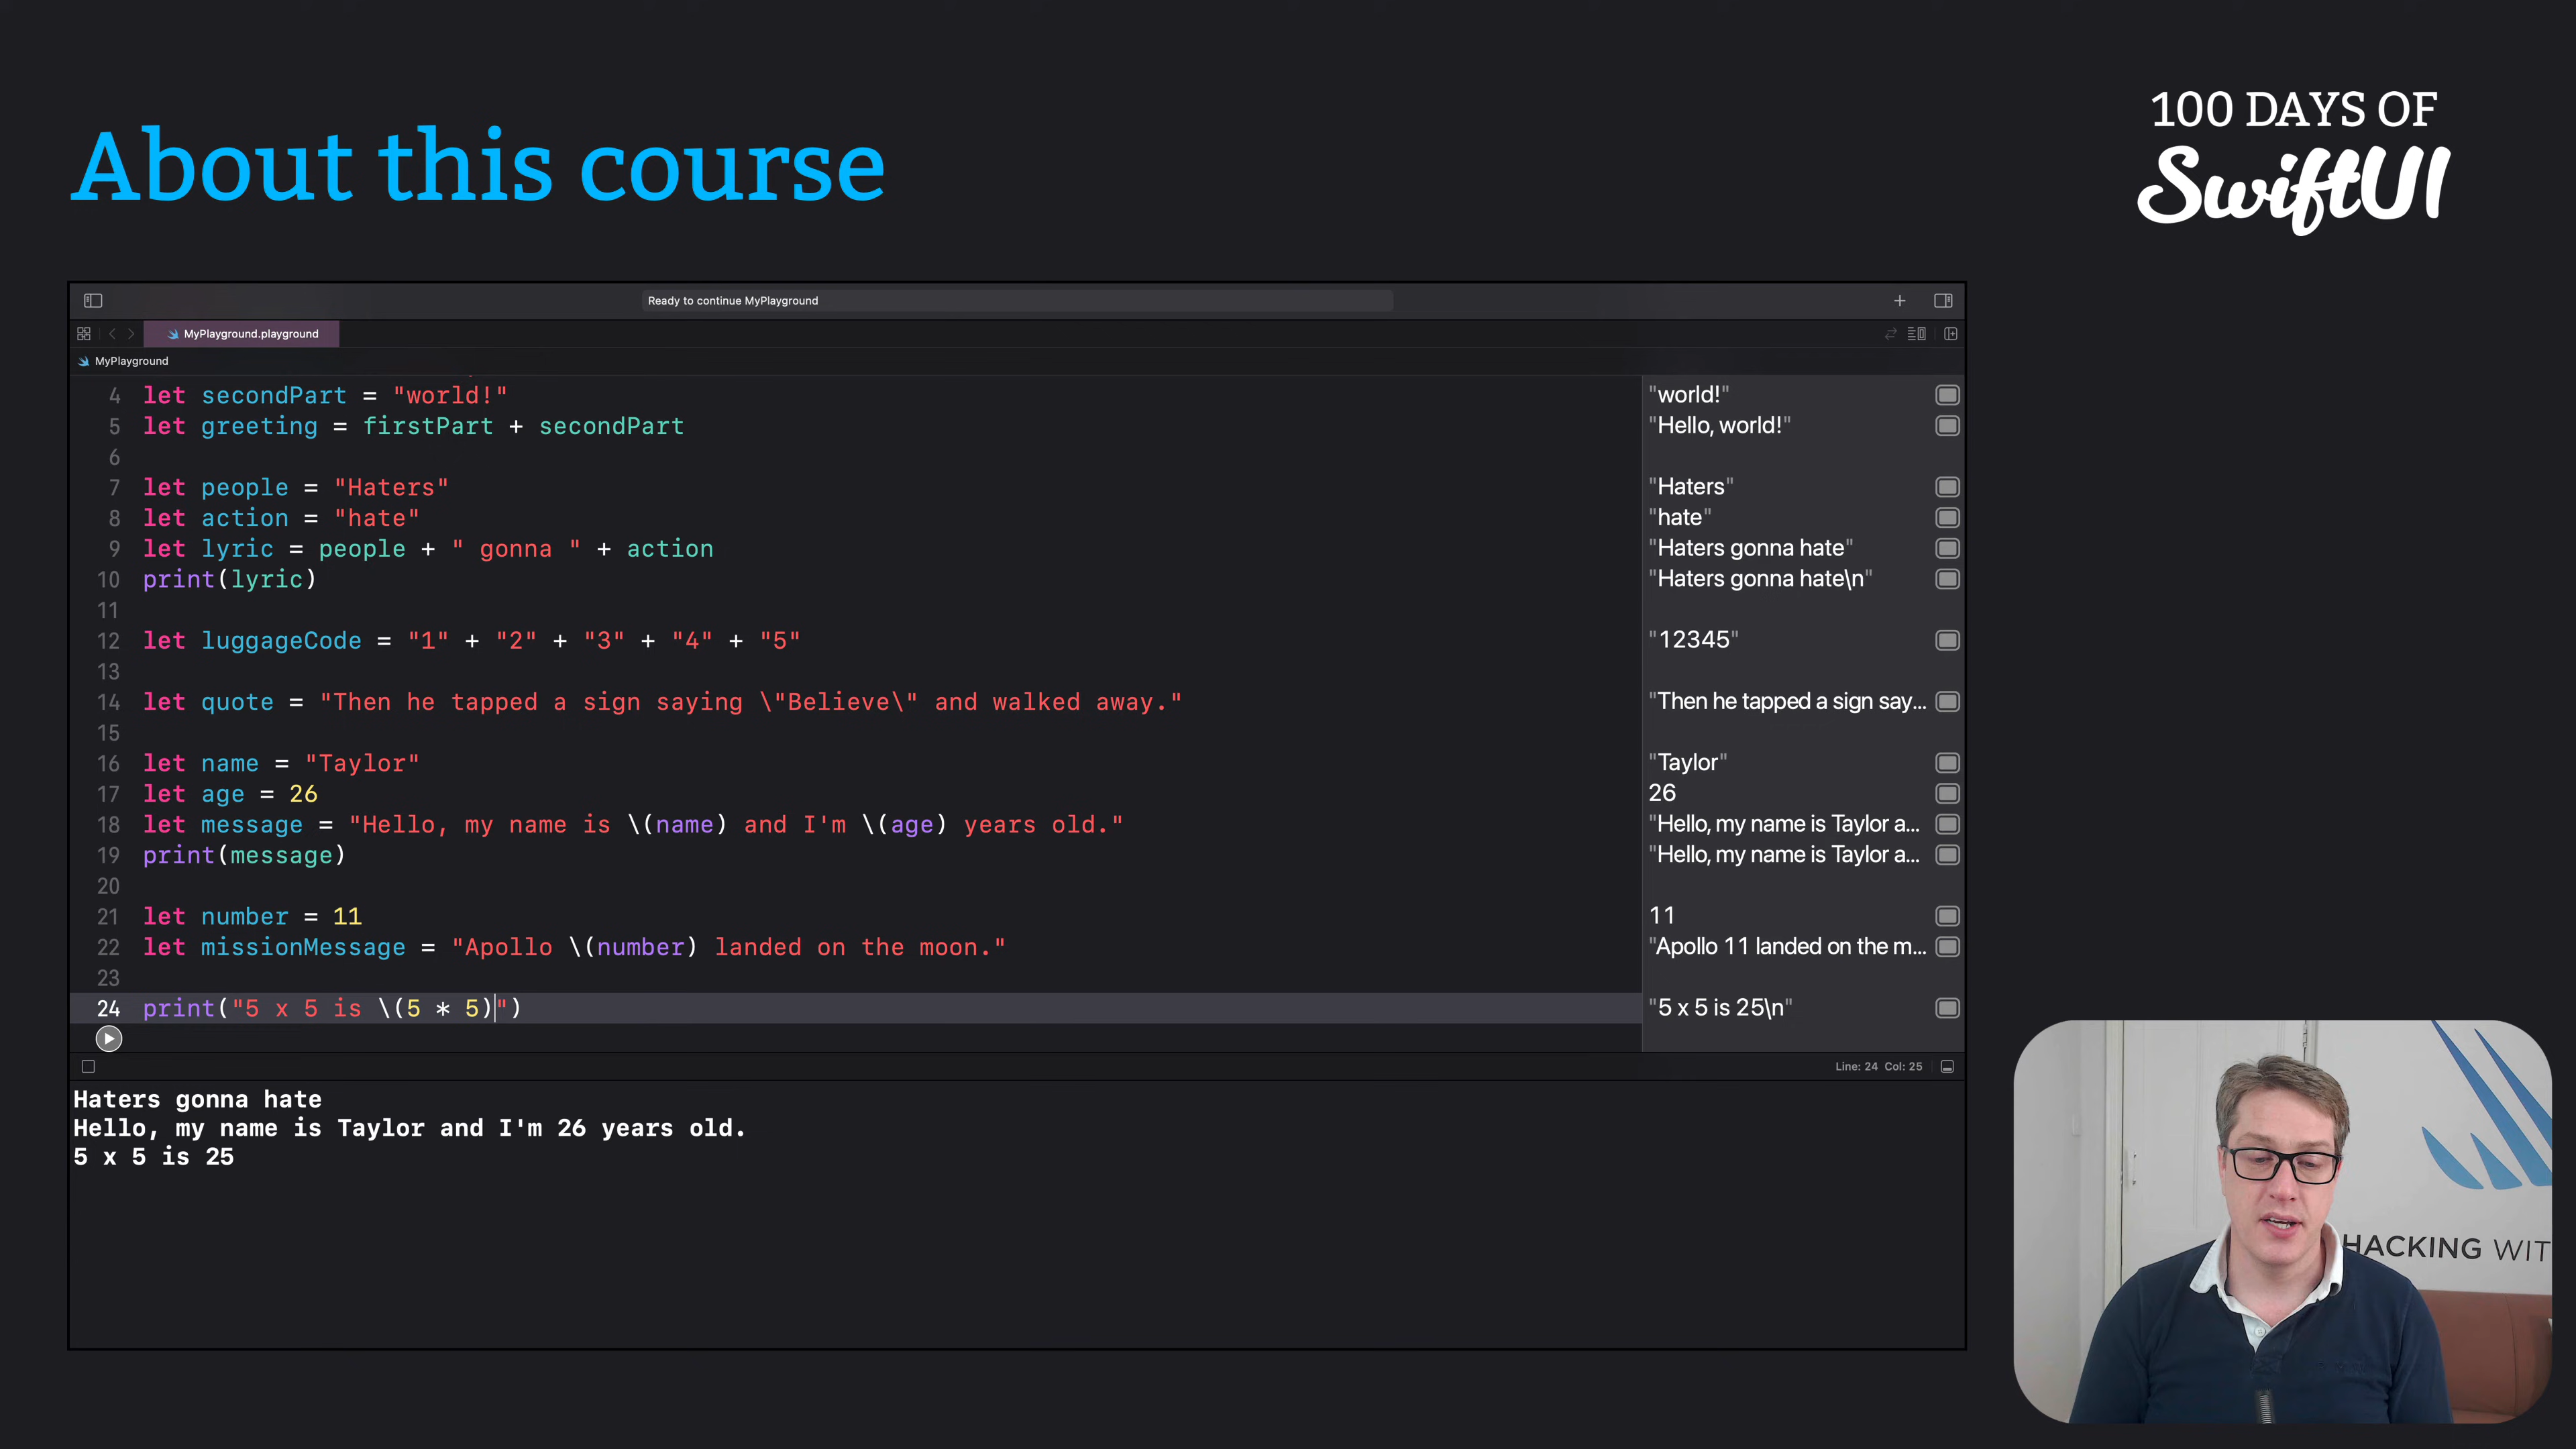 About this course
100 DAYS OF
SwiftUI
Ready to continue MyPlayground
MyPlayground.playground
MyPlayground
4 let secondPart = "world!"
"world!"
5 let greeting = firstPart + secondPart
"Hello, world!"
6
7 let people = "Haters"
"Haters"
8 let action = "hate"
"hate"
9 let lyric = people + " gonna " + action
"Haters gonna hate"
10 print(lyric)
"Haters gonna hate\n"
11
12 let luggageCode = "1" + "2" + "3" + "4" + "5"
"12345"
13
14 let quote = "Then he tapped a sign saying \"Believe\" and walked away."
"Then he tapped a sign say...
15
16 let name = "Taylor"
"Taylor"
17 let age = 26
26
18 let message = "Hello, my name is \(name) and I'm \(age) years old."
"Hello, my name is Taylor a...
19 print(message)
"Hello, my name is Taylor a...
20
21 let number = 11
11
22 let missionMessage = "Apollo \(number) landed on the moon."
"Apollo 11 landed on the m...
23
24 print("5 x 5 is \(5 * 5)")
"5 x 5 is 25\n"
Line: 24 Col: 25
Haters gonna hate
Hello, my name is Taylor and I'm 26 years old.
5 x 5 is 25
HACKING WIT